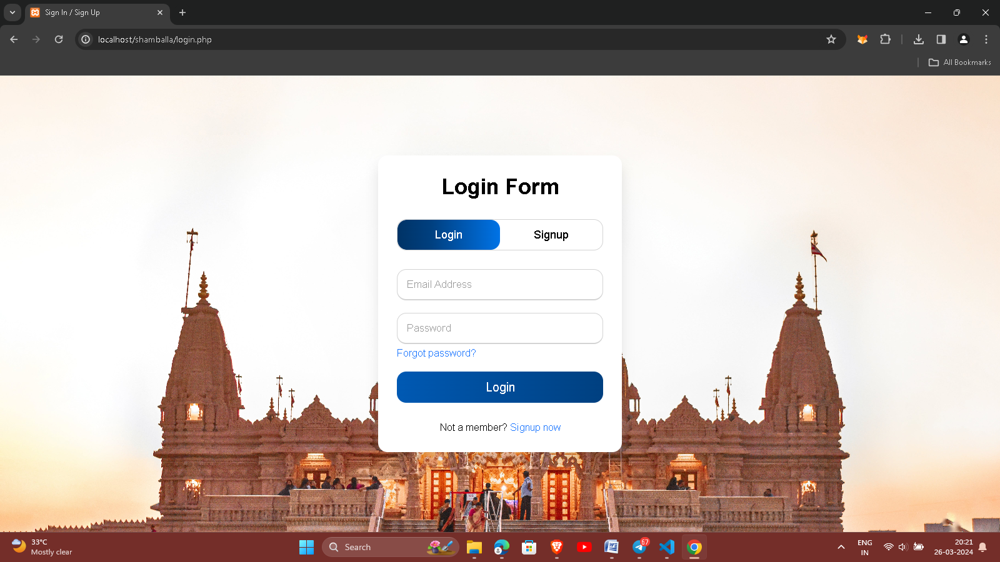 Sign In / Sign Up
localhost/shamballa/login.php
All Bookmarks
Login Form
Login
Signup
Email Address
Password
Forgot password?
Login
Not a member? Signup now
33°C
Mostly clear
Search
67
ENG
IN
20:21
26-03-2024